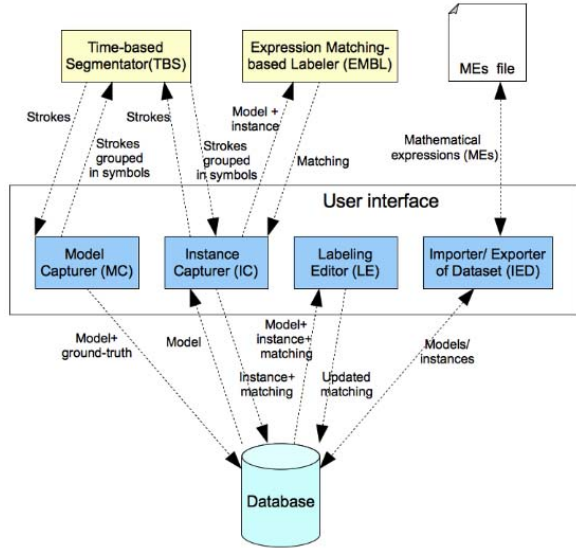 Time-based
Segmentator(TBS)
Expression Matching-
based Labeler (EMBL)
MEs file
Strokes
Strokes
grouped
in symbols
Strokes
Strokes
grouped
in symbols
Model +
instance
Matching
Mathematical
expressions (MEs)
User interface
Model
Capturer (MC)
Instance
Capturer (IC)
Labeling
Editor (LE)
Importer/ Exporter
of Dataset (IED)
Model+
ground-truth
Model
Instance+
matching
Model+
instance+
matching
Updated
matching
Models/
instances
Database